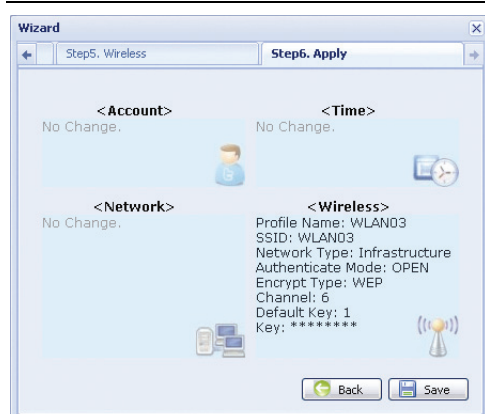 Wizard
Step5. Wireless
Step6. Apply
<Account>
No Change.
<Time>
No Change.
<Network>
No Change.
<Wireless>
Profile Name: WLAN03
SSID: WLAN03
Network Type: Infrastructure
Authenticate Mode: OPEN
Encrypt Type: WEP
Channel: 6
Default Key: 1
Key: ********
Back
Save